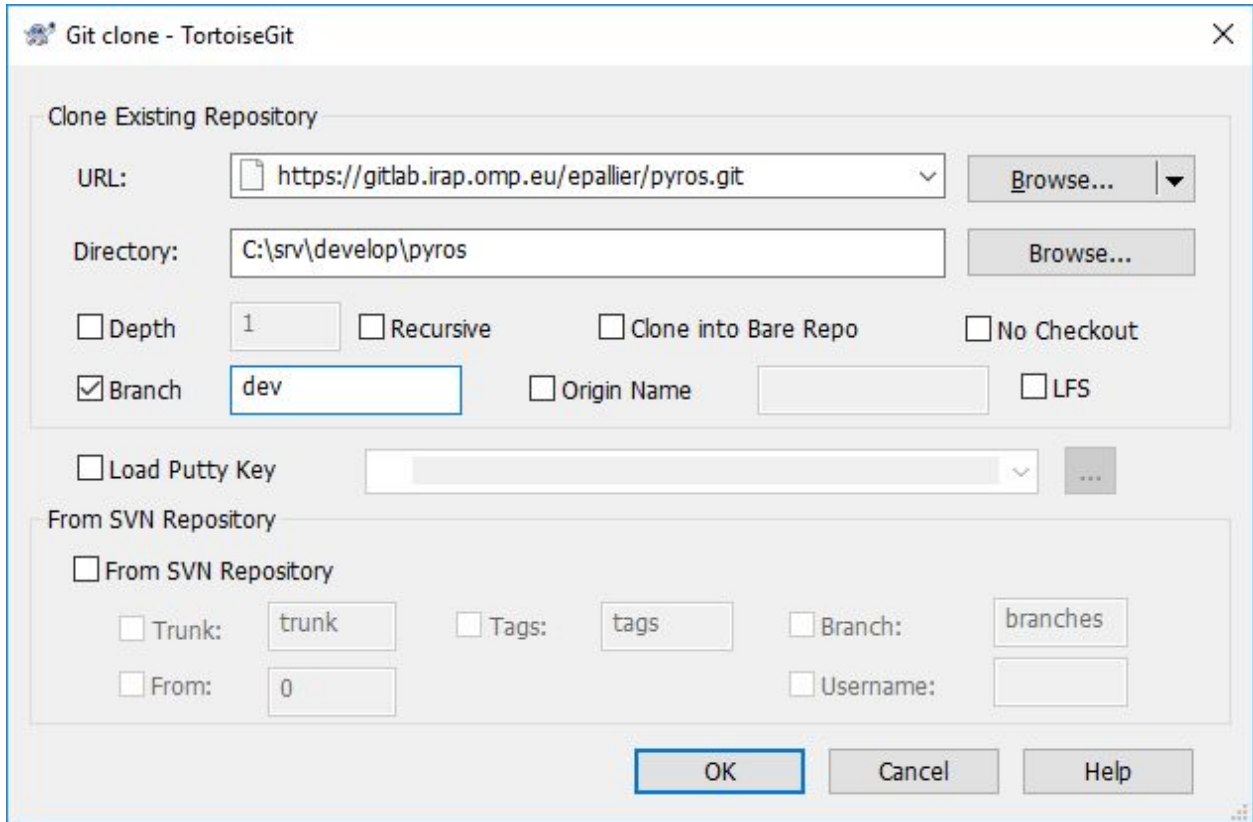 Git clone - TortoiseGit
Clone Existing Repository
URL: https://gitlab.irap.omp.eu/epallier/pyros.git Browse...
Directory: C:\srv\develop\pyros Browse...
Depth 1 Recursive Clone into Bare Repo No Checkout
Branch dev Origin Name LFS
Load Putty Key ...
From SVN Repository
From SVN Repository
Trunk: trunk Tags: tags Branch: branches
From: 0 Username:
OK Cancel Help